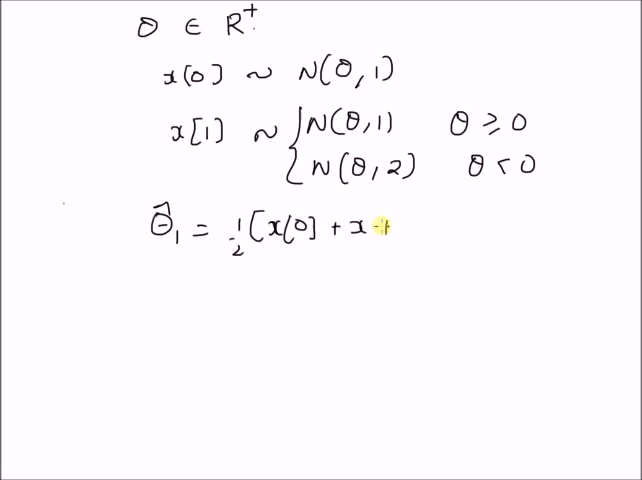 θ ∈ R⁺.
x[0] ~ N(θ,1)
x[1] ~ { N(θ,1) θ ≥ 0
N(θ,2) θ < 0
θ̂₁ = ½ [x[0] + x